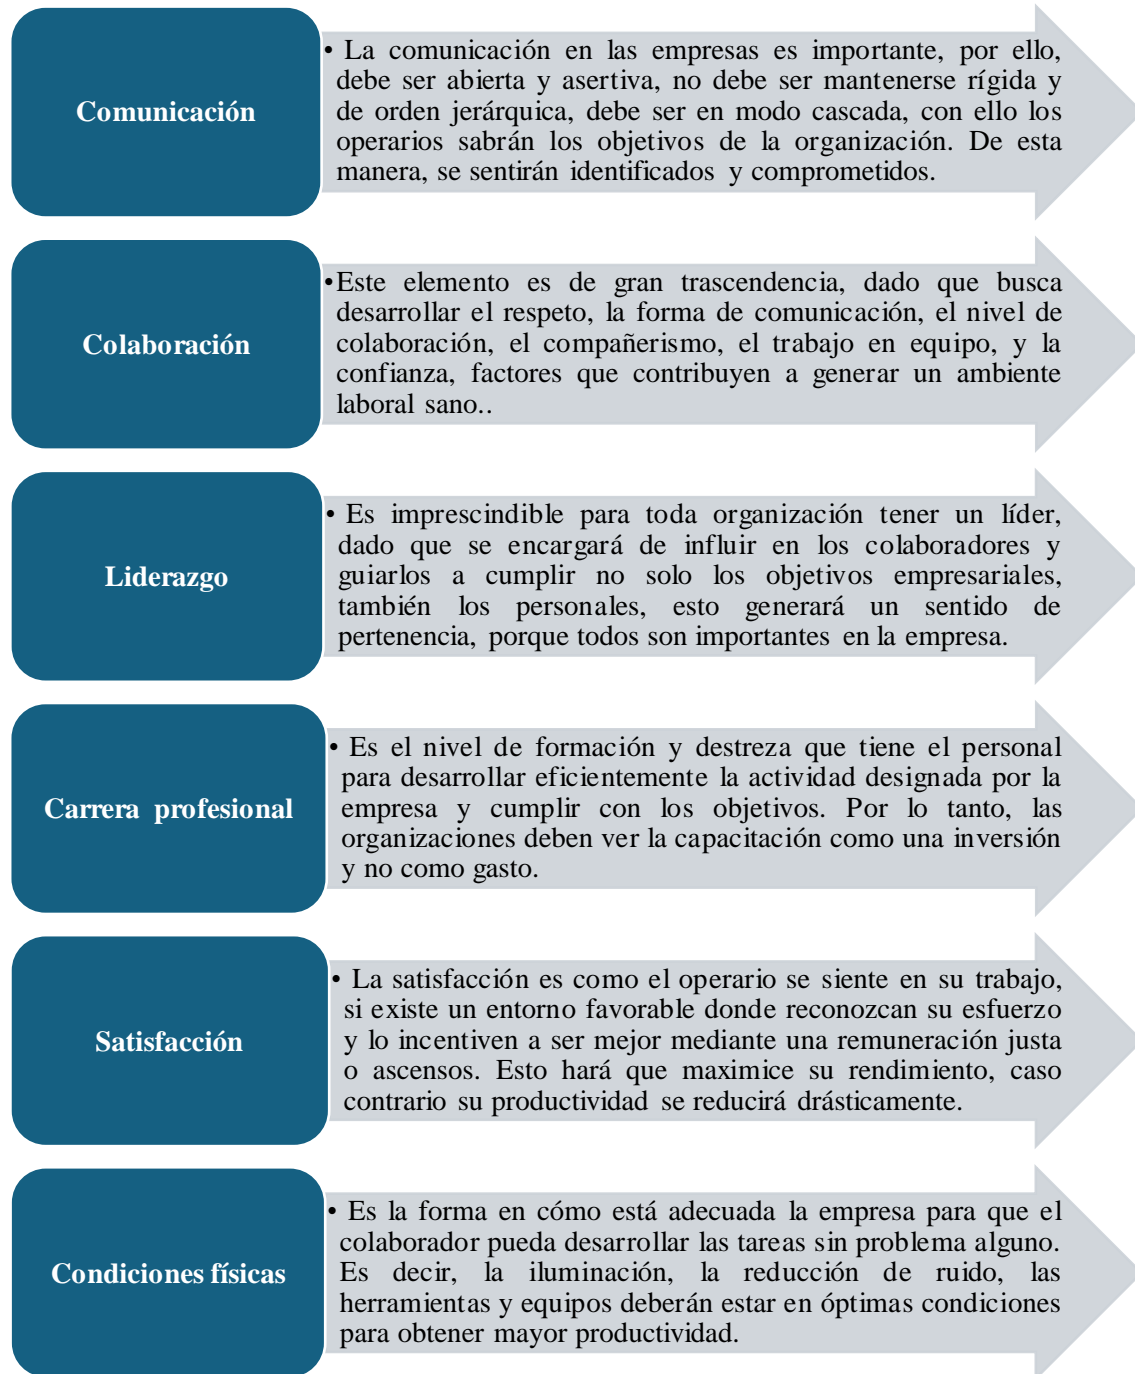 Comunicación
• La comunicación en las empresas es importante, por ello,
debe ser abierta y asertiva, no debe ser mantenerse rígida y
de orden jerárquica, debe ser en modo cascada, con ello los
operarios sabrán los objetivos de la organización. De esta
manera, se sentirán identificados y comprometidos.
Colaboración
•Este elemento es de gran trascendencia, dado que busca
desarrollar el respeto, la forma de comunicación, el nivel de
colaboración, el compañerismo, el trabajo en equipo, y la
confianza, factores que contribuyen a generar un ambiente
laboral sano..
Liderazgo
• Es imprescindible para toda organización tener un líder,
dado que se encargará de influir en los colaboradores y
guiarlos a cumplir no solo los objetivos empresariales,
también los personales, esto generará un sentido de
pertenencia, porque todos son importantes en la empresa.
Carrera profesional
• Es el nivel de formación y destreza que tiene el personal
para desarrollar eficientemente la actividad designada por la
empresa y cumplir con los objetivos. Por lo tanto, las
organizaciones deben ver la capacitación como una inversión
y no como gasto.
Satisfacción
• La satisfacción es como el operario se siente en su trabajo,
si existe un entorno favorable donde reconozcan su esfuerzo
y lo incentiven a ser mejor mediante una remuneración justa
o ascensos. Esto hará que maximice su rendimiento, caso
contrario su productividad se reducirá drásticamente.
Condiciones físicas
• Es la forma en cómo está adecuada la empresa para que el
colaborador pueda desarrollar las tareas sin problema alguno.
Es decir, la iluminación, la reducción de ruido, las
herramientas y equipos deberán estar en óptimas condiciones
para obtener mayor productividad.